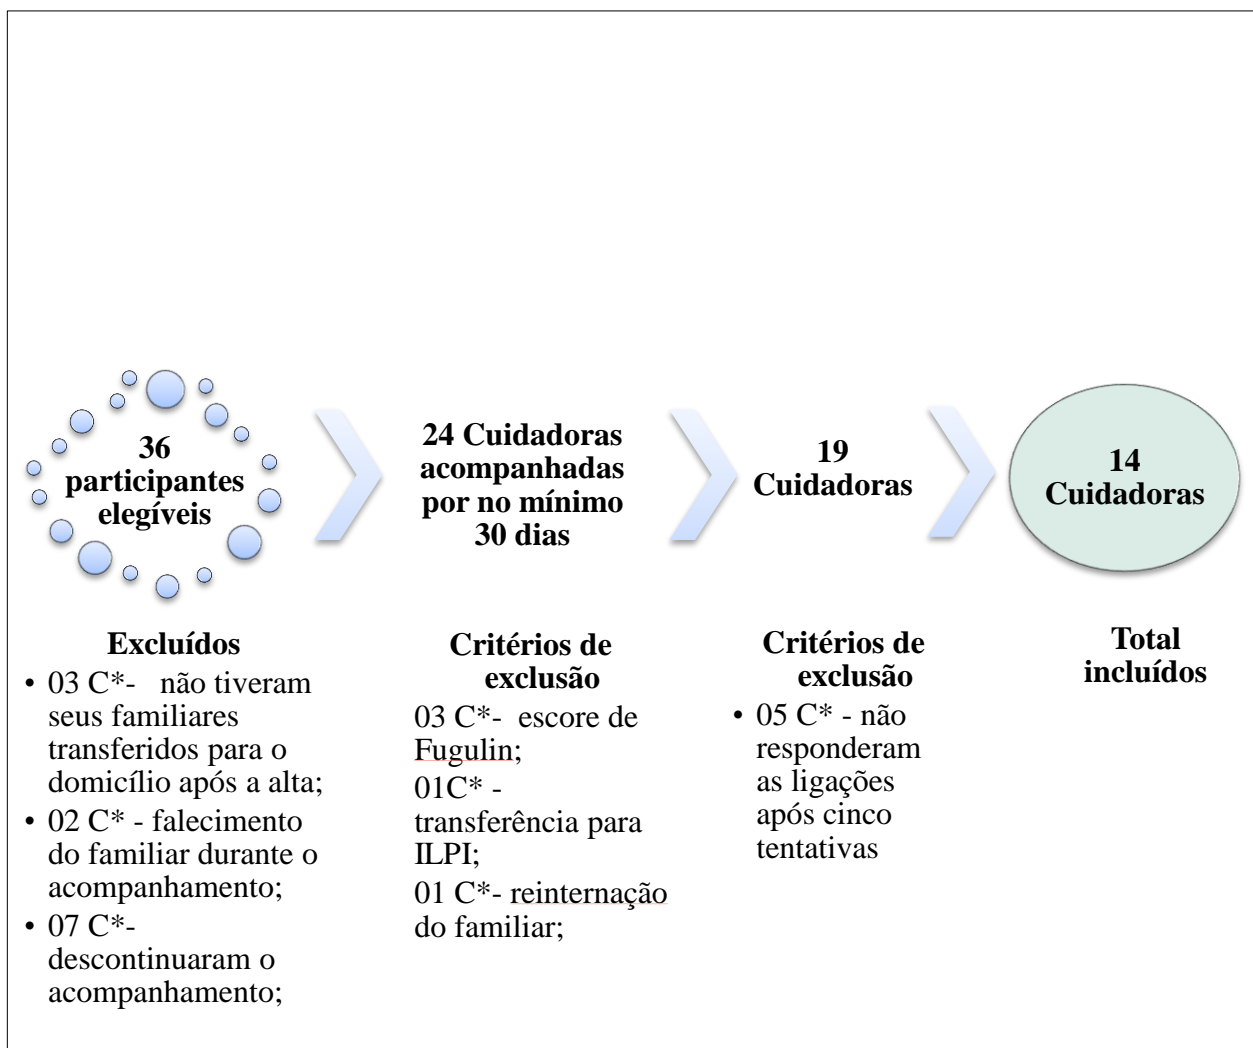 36
participantes
elegíveis
24 Cuidadoras
acompanhadas
por no mínimo
30 dias
19
Cuidadoras
14
Cuidadoras
Excluídos
• 03 C*- não tiveram
seus familiares
transferidos para o
domicílio após a alta;
• 02 C* - falecimento
do familiar durante o
acompanhamento;
• 07 C*-
descontinuaram o
acompanhamento;
Critérios de
exclusão
03 C*- escore de
Fugulin;
01C* -
transferência para
ILPI;
01 C*- reinternação
do familiar;
Critérios de
exclusão
• 05 C* - não
responderam
as ligações
após cinco
tentativas
Total
incluídos